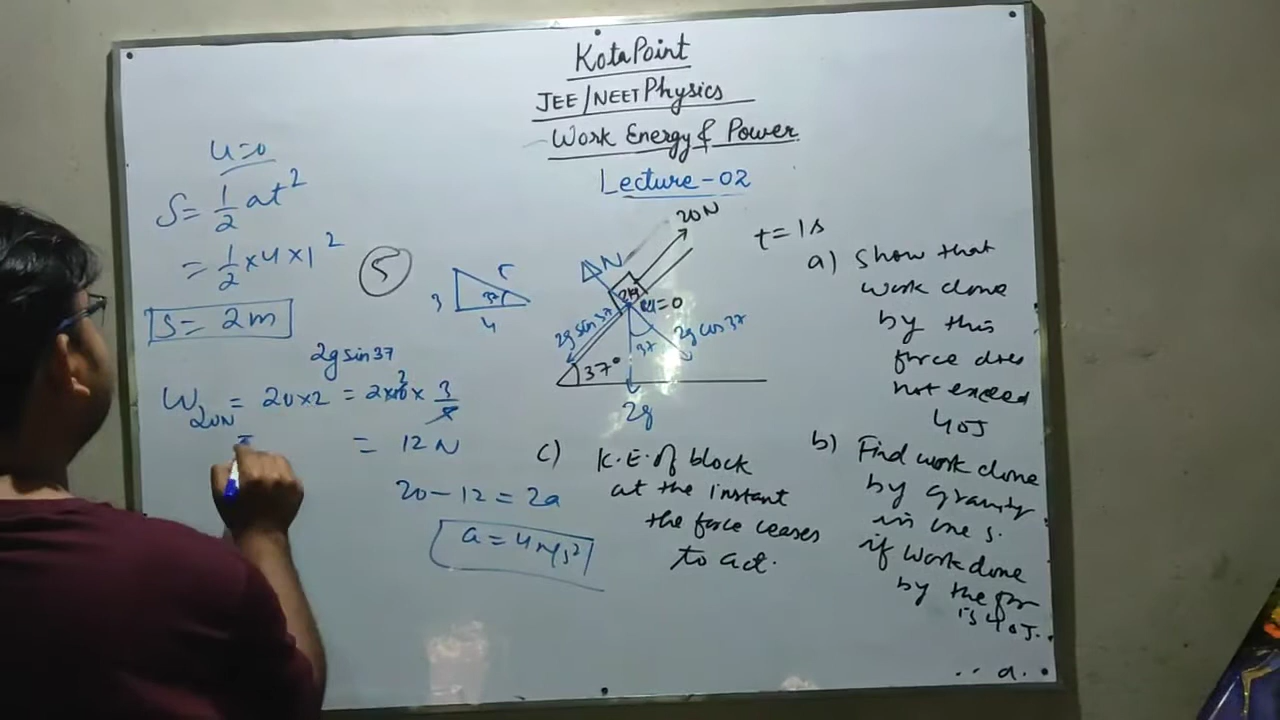 KotaPoint
JEE/NEET Physics
Work Energy & Power
Lecture-02
u=0
S= 1/2 at²
= 1/2 ×4×1²
S= 2m
5
3
37
4
2g sin 37
W20N = 20×2 = 2×10² × 3/5
=
= 12 N
20-12=2a
a=4m/s²
20N
N
u=0
2g sin 37
2g cos 37
37
37°
2g
t=1s
a) Show that
work done
by this
force does
not exceed
40J
b) Find work done
by gravity
in one s.
if work done
by the
is 40J.
c) K.E. of block
at the instant
the force ceases
to act.
a.